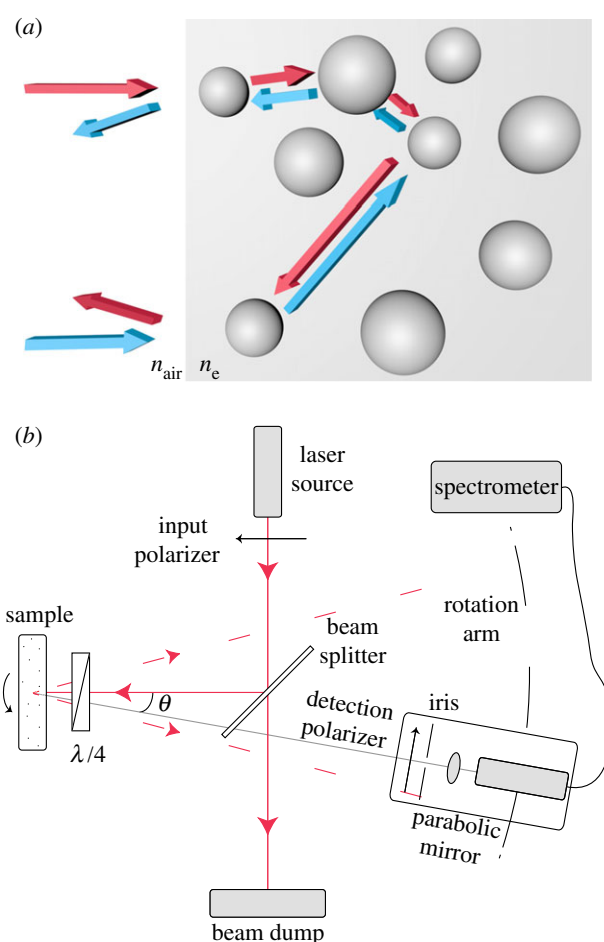 (a)
n_air n_e
(b)
laser
source
spectrometer
input
polarizer
rotation
arm
sample
beam
splitter
θ
detection
polarizer
iris
λ/4
parabolic
mirror
beam dump